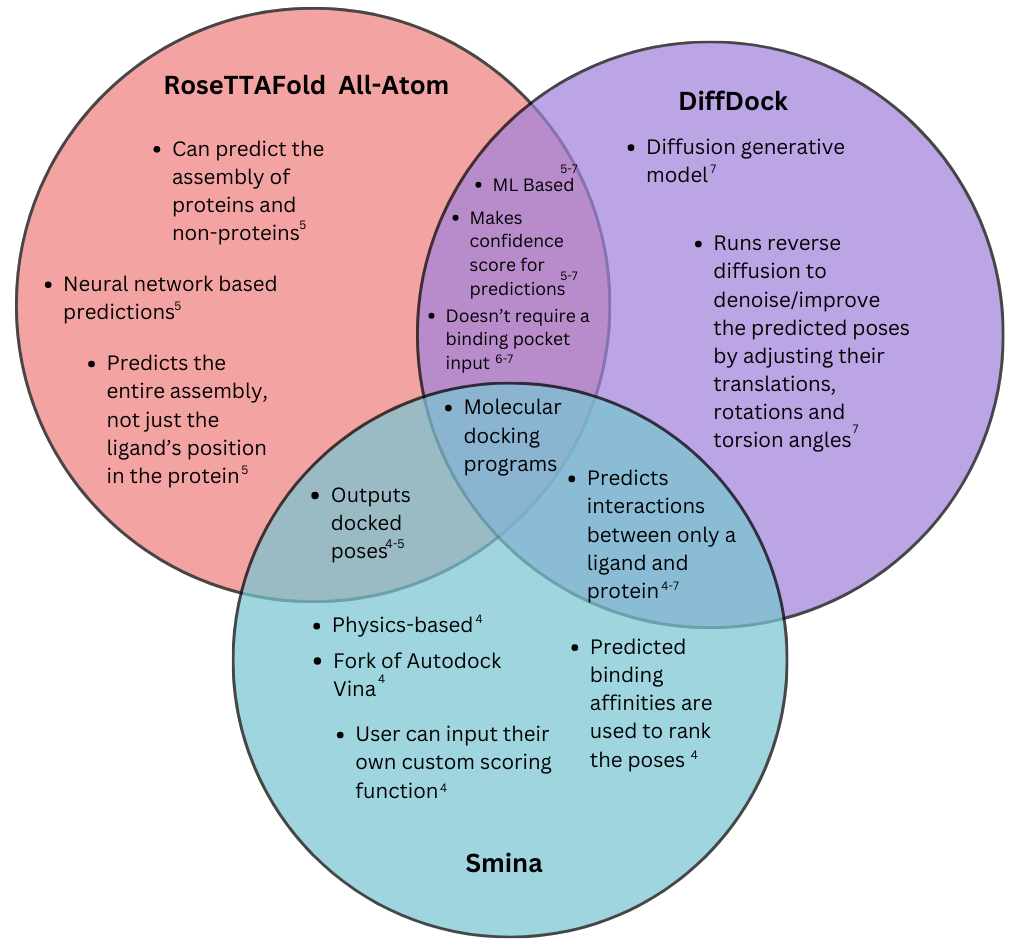 RoseTTAFold All-Atom
• Can predict the
assembly of
proteins and
non-proteins5
• Neural network based
predictions5
• Predicts the
entire assembly,
not just the
ligand's position
in the protein5
• ML Based5-7
• Makes
confidence
score for
predictions5-7
• Doesn't require a
binding pocket
input 6-7
DiffDock
• Diffusion generative
model7
• Runs reverse
diffusion to
denoise/improve
the predicted poses
by adjusting their
translations,
rotations and
torsion angles7
• Molecular
docking
programs
• Outputs
docked
poses4-5
• Predicts
interactions
between only a
ligand and
protein4-7
• Physics-based4
• Fork of Autodock
Vina4
• User can input their
own custom scoring
function4
• Predicted
binding
affinities are
used to rank
the poses 4
Smina